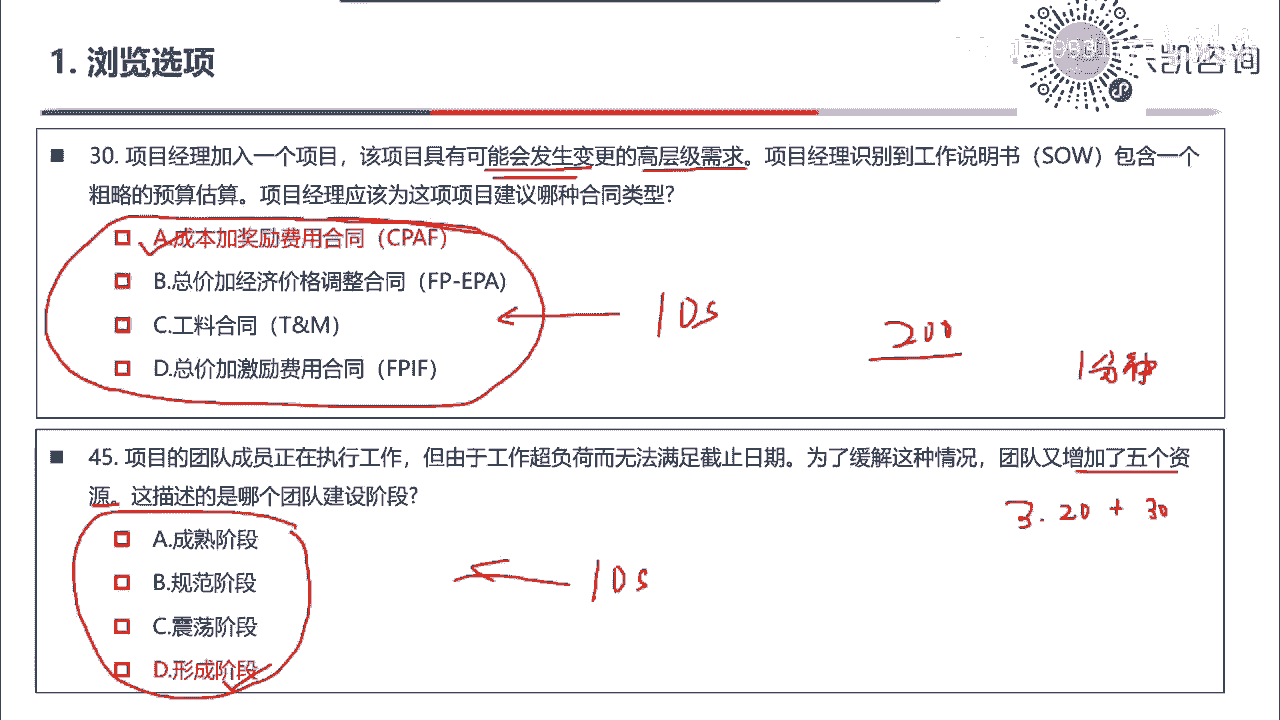 1. 浏览选项
凯咨询
30. 项目经理加入一个项目，该项目具有可能会发生变更的高层级需求。项目经理识别到工作说明书（SOW）包含一个
粗略的预算估算。项目经理应该为这项项目建议哪种合同类型?
A.成本加奖励费用合同（CPAF）
B.总价加经济价格调整合同（FP-EPA）
C.工料合同（T&M）
D.总价加激励费用合同（FPIF）
10s
200
1分钟
45. 项目的团队成员正在执行工作，但由于工作超负荷而无法满足截止日期。为了缓解这种情况，团队又增加了五个资
源。这描述的是哪个团队建设阶段?
A.成熟阶段
B.规范阶段
C.震荡阶段
D.形成阶段
10s
3.20 + 30